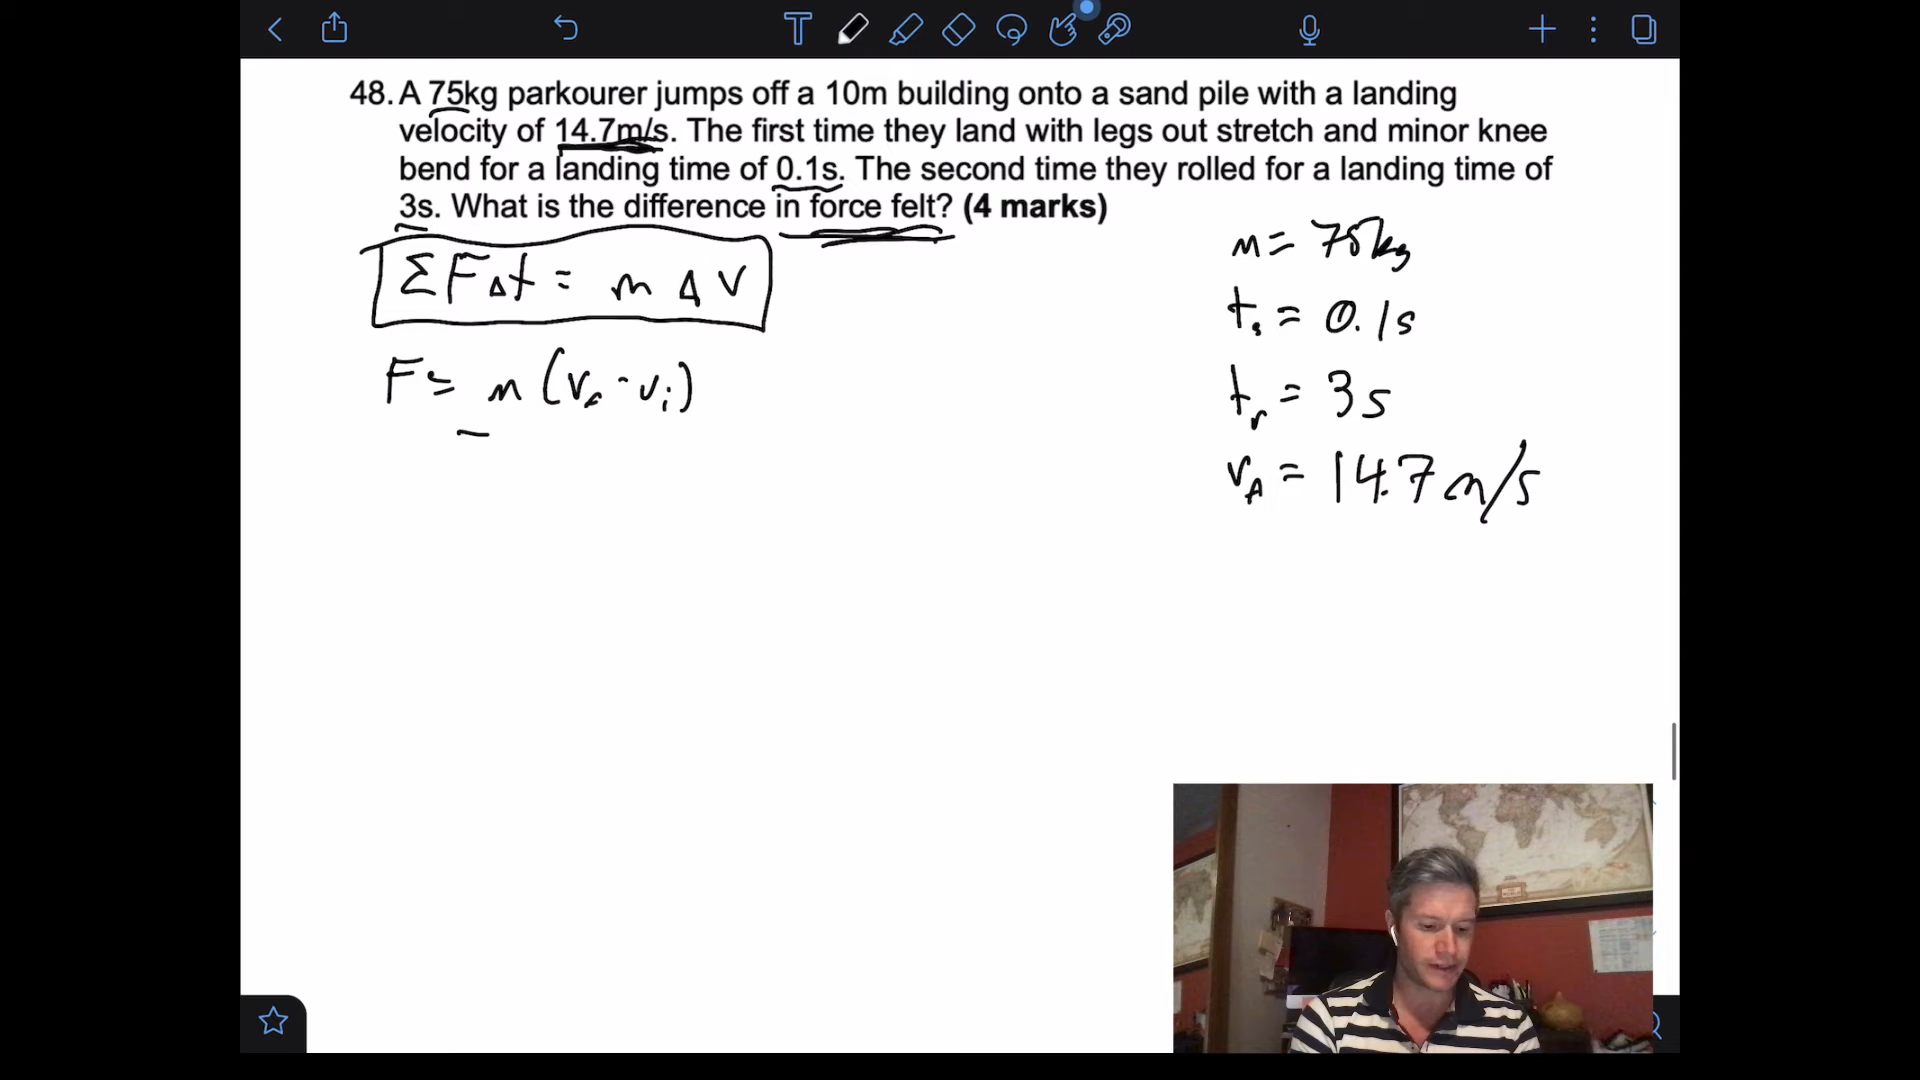 48. A 75kg parkourer jumps off a 10m building onto a sand pile with a landing
velocity of 14.7m/s. The first time they land with legs out stretch and minor knee
bend for a landing time of 0.1s. The second time they rolled for a landing time of
3s. What is the difference in force felt? (4 marks)
ΣFΔt = m Δ v
F = m (vf - vi)
m = 75kg
ts = 0.1s
tr = 3s
vA = 14.7 m/s